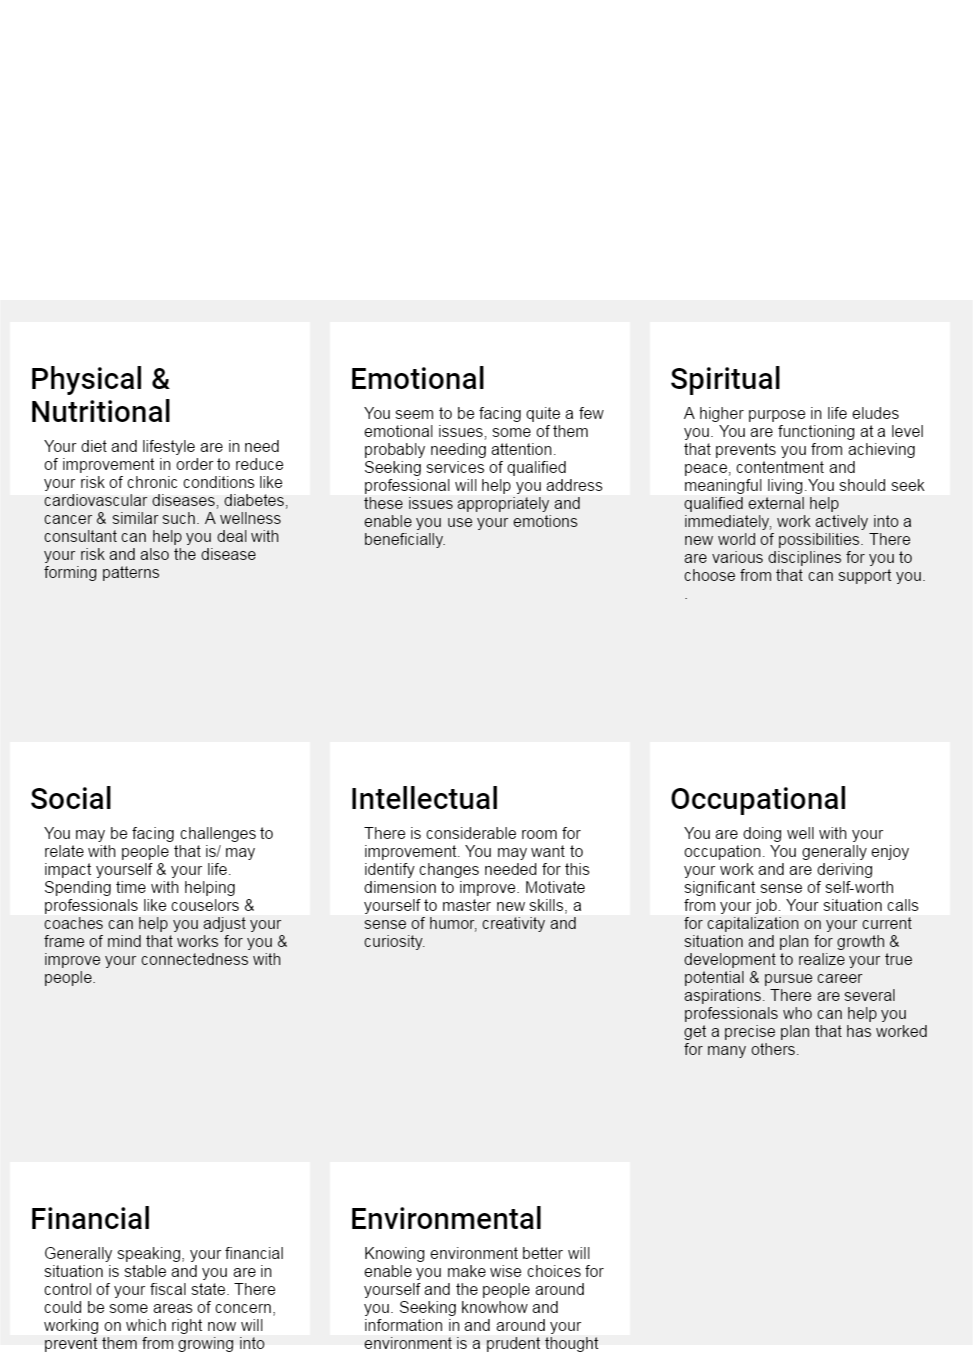 Physical &
Nutritional
Your diet and lifestyle are in need
of improvement in order to reduce
your risk of chronic conditions like
cardiovascular diseases, diabetes,
cancer & similar such. A wellness
consultant can help you deal with
your risk and also the disease
forming patterns
Emotional
You seem to be facing quite a few
emotional issues, some of them
probably needing attention.
Seeking services of qualified
professional will help you address
these issues appropriately and
enable you use your emotions
beneficially.
Spiritual
A higher purpose in life eludes
you. You are functioning at a level
that prevents you from achieving
peace, contentment and
meaningful living.You should seek
qualified external help
immediately, work actively into a
new world of possibilities. There
are various disciplines for you to
choose from that can support you.
.
Social
You may be facing challenges to
relate with people that is/ may
impact yourself & your life.
Spending time with helping
professionals like couselors &
coaches can help you adjust your
frame of mind that works for you &
improve your connectedness with
people.
Intellectual
There is considerable room for
improvement. You may want to
identify changes needed for this
dimension to improve. Motivate
yourself to master new skills, a
sense of humor, creativity and
curiosity.
Occupational
You are doing well with your
occupation. You generally enjoy
your work and are deriving
significant sense of self-worth
from your job. Your situation calls
for capitalization on your current
situation and plan for growth &
development to realize your true
potential & pursue career
aspirations. There are several
professionals who can help you
get a precise plan that has worked
for many others.
Financial
Generally speaking, your financial
situation is stable and you are in
control of your fiscal state. There
could be some areas of concern,
working on which right now will
prevent them from growing into
Environmental
Knowing environment better will
enable you make wise choices for
yourself and the people around
you. Seeking knowhow and
information in and around your
environment is a prudent thought